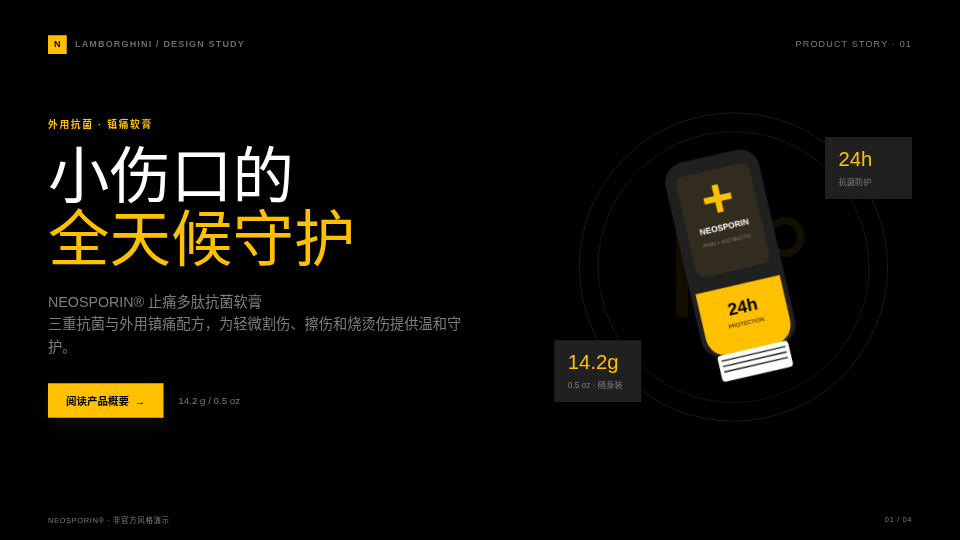 N LAMBORGHINI / DESIGN STUDY
PRODUCT STORY · 01
外用抗菌 · 镇痛软膏
小伤口的
全天候守护
NEOSPORIN® 止痛多肽抗菌软膏
三重抗菌与外用镇痛配方，为轻微割伤、擦伤和烧烫伤提供温和守
护。
阅读产品概要 →
14.2 g / 0.5 oz
24h
抗菌防护
NEOSPORIN
PAIN + ANTIBIOTIC
24h
PROTECTION
14.2g
0.5 oz · 随身装
NEOSPORIN® · 非官方风格演示
01 / 04